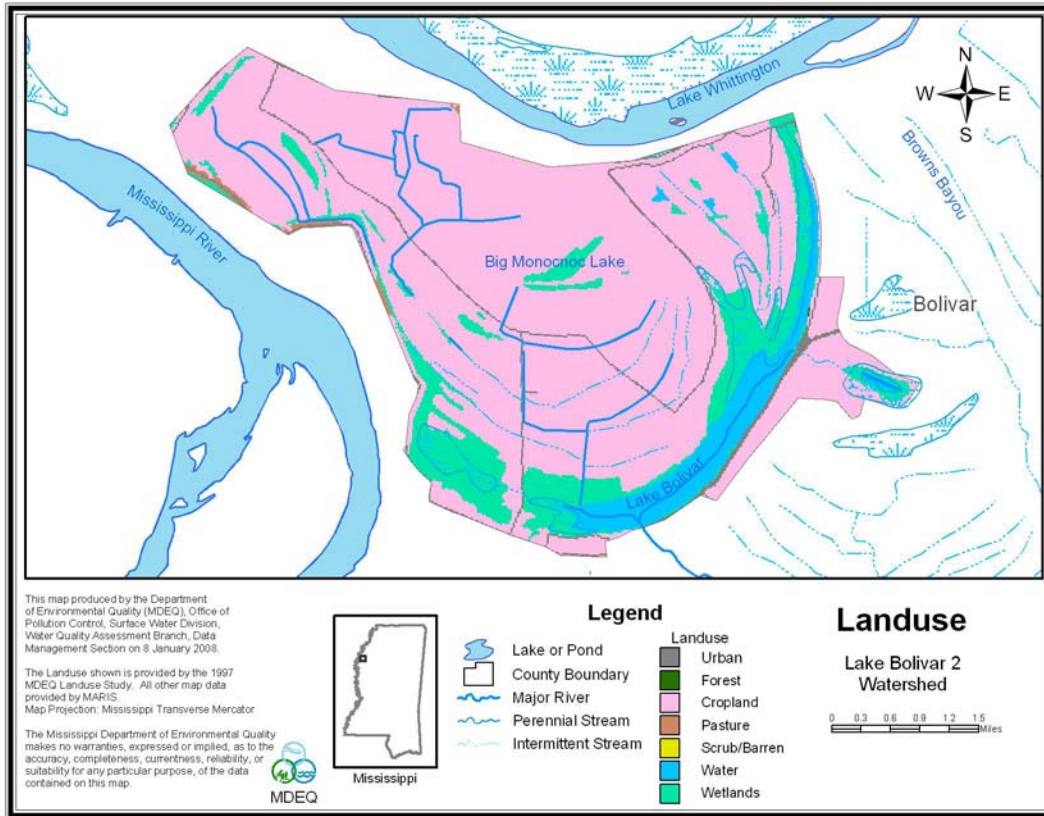 Lake Whittington
N
W E
S
Browns Bayou
Mississippi River
Big Monocnoc Lake
Bolivar
Lake Bolivar
This map produced by the Department
of Environmental Quality (MDEQ), Office of
Pollution Control, Surface Water Division,
Water Quality Assessment Branch, Data
Management Section on 8 January 2008.
The Landuse shown is provided by the 1997
MDEQ Landuse Study. All other map data
provided by MARIS.
Map Projection: Mississippi Transverse Mercator
The Mississippi Department of Environmental Quality
makes no warranties, expressed or implied, as to the
accuracy, completeness, currentness, reliability, or
suitability for any particular purpose, of the data
contained on this map.
MDEQ
Mississippi
Legend
Lake or Pond
County Boundary
Major River
Perennial Stream
Intermittent Stream
Landuse
Urban
Forest
Cropland
Pasture
Scrub/Barren
Water
Wetlands
Landuse
Lake Bolivar 2
Watershed
0 0.3 0.6 0.9 1.2 1.5
Miles